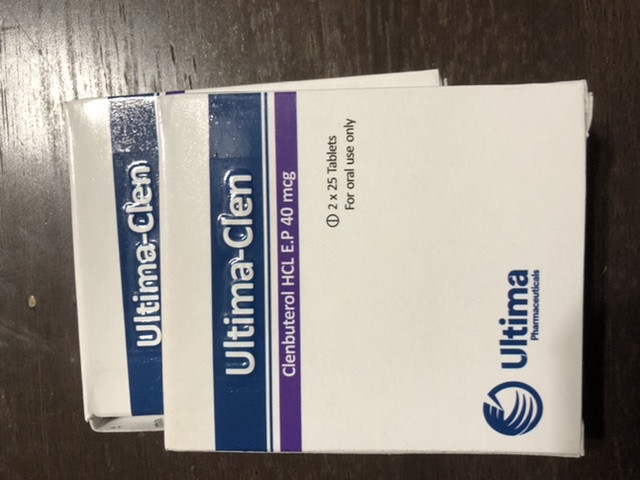 Ultima-Clen
Ultima-Clen
Clenbuterol HCL E.P 40 mcg
2 x 25 Tablets
For oral use only
Ultima
Pharmaceuticals